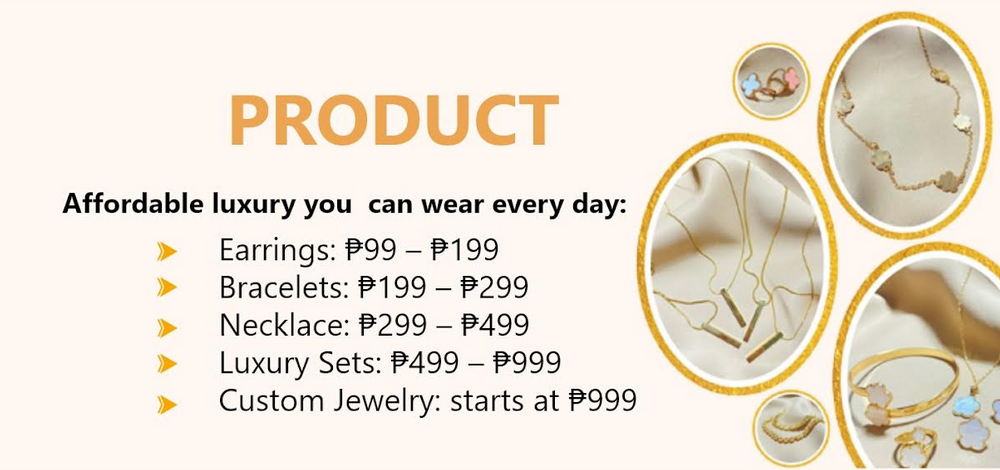 PRODUCT
Affordable luxury you  can wear every day:
Earrings: ₱99 – ₱199
Bracelets: ₱199 – ₱299
Necklace: ₱299 – ₱499
Luxury Sets: ₱499 – ₱999
Custom Jewelry: starts at ₱999